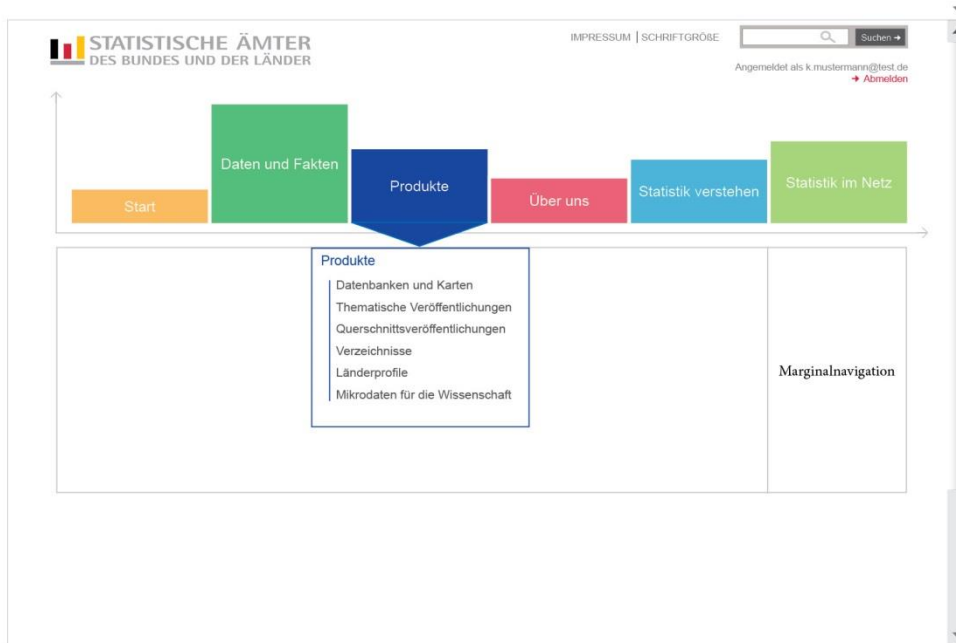 STATISTISCHE ÄMTER
DES BUNDES UND DER LÄNDER
IMPRESSUM | SCHRIFTGRÖßE
Suchen
Angemeldet als k.mustermann@test.de
Abmelden
Start
Daten und Fakten
Produkte
Über uns
Statistik verstehen
Statistik im Netz
Produkte
Datenbanken und Karten
Thematische Veröffentlichungen
Querschnittsveröffentlichungen
Verzeichnisse
Länderprofile
Mikrodaten für die Wissenschaft
Marginalnavigation